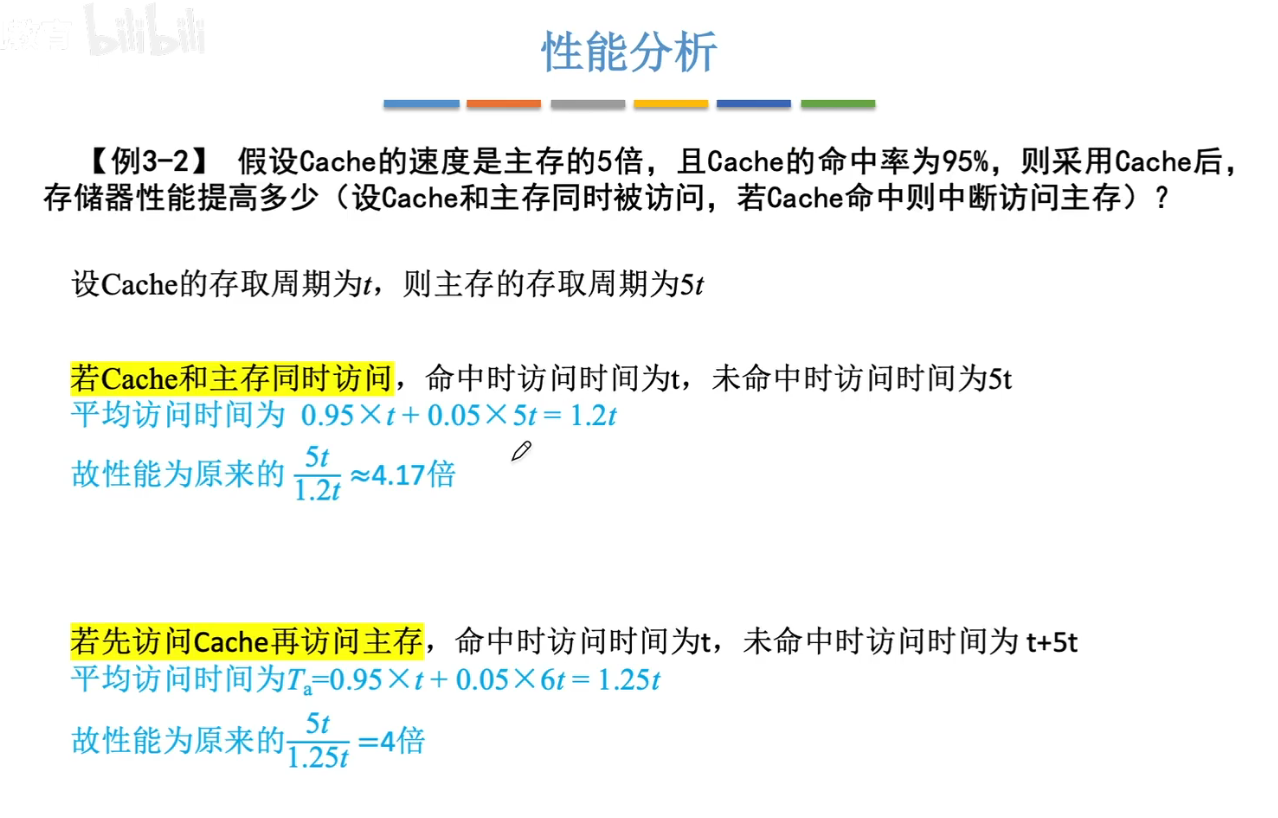 教育 bilibili
性能分析
【例3-2】 假设Cache的速度是主存的5倍，且Cache的命中率为95%，则采用Cache后，
存储器性能提高多少（设Cache和主存同时被访问，若Cache命中则中断访问主存）？
设Cache的存取周期为t，则主存的存取周期为5t
若Cache和主存同时访问，命中时访问时间为t，未命中时访问时间为5t
平均访问时间为 0.95×t + 0.05×5t = 1.2t
故性能为原来的 5t/1.2t ≈4.17倍
若先访问Cache再访问主存，命中时访问时间为t，未命中时访问时间为 t+5t
平均访问时间为Ta=0.95×t + 0.05×6t = 1.25t
故性能为原来的 5t/1.25t =4倍